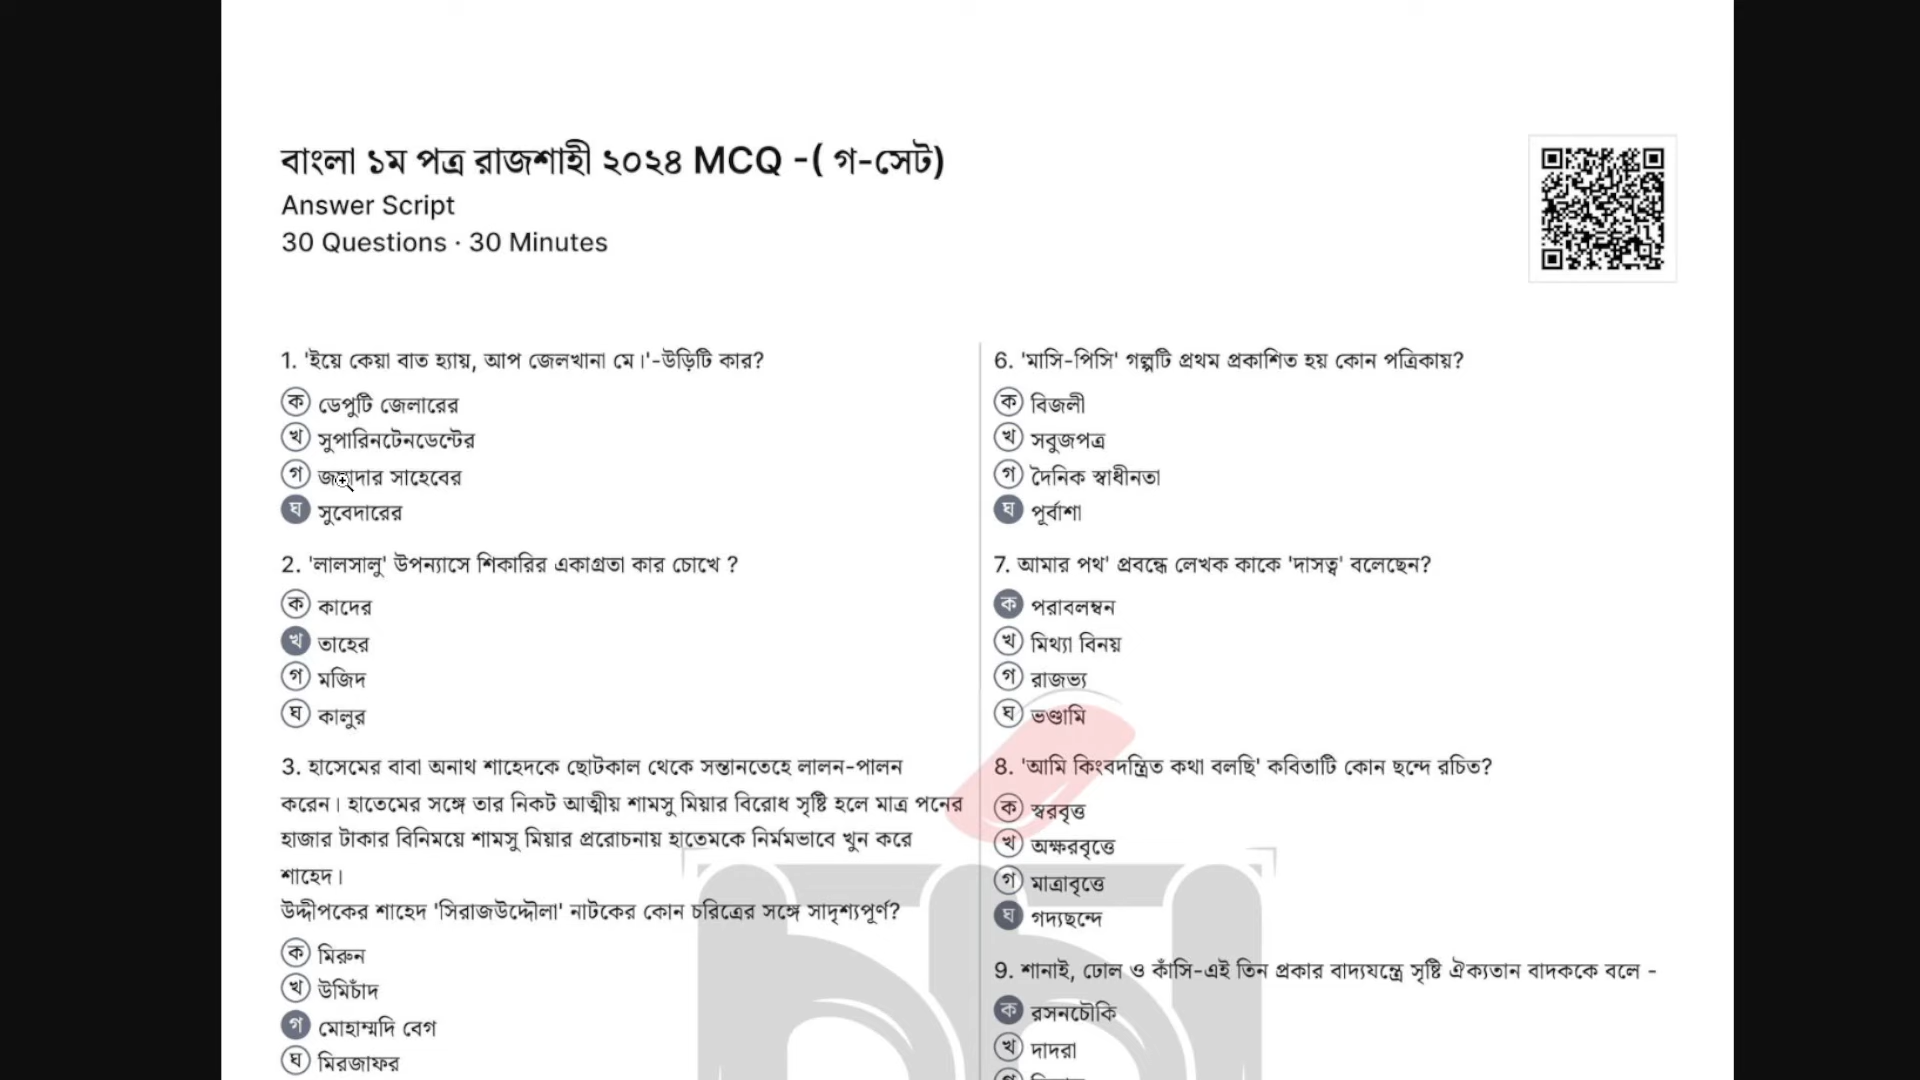 বাংলা ১ম পত্র রাজশাহী ২০২৪ MCQ -( গ-সেট)
Answer Script
30 Questions · 30 Minutes
1. 'ইয়ে কেয়া বাত হ্যায়, আপ জেলখানা মে।'-উড়িটি কার?
ক ডেপুটি জেলারের
খ সুপারিনটেনডেন্টের
গ জমাদার সাহেবের
ঘ সুবেদারের
2. 'লালসালু' উপন্যাসে শিকারির একাগ্রতা কার চোখে ?
ক কাদের
খ তাহের
গ মজিদ
ঘ কালুর
3. হাসেমের বাবা অনাথ শাহেদকে ছোটকাল থেকে সন্তানতেহে লালন-পালন
করেন। হাতেমের সঙ্গে তার নিকট আত্মীয় শামসু মিয়ার বিরোধ সৃষ্টি হলে মাত্র পনের
হাজার টাকার বিনিময়ে শামসু মিয়ার প্ররোচনায় হাতেমকে নির্মমভাবে খুন করে
শাহেদ।
উদ্দীপকের শাহেদ 'সিরাজউদ্দৌলা' নাটকের কোন চরিত্রের সঙ্গে সাদৃশ্যপূর্ণ?
ক মিরুন
খ উমিচাঁদ
গ মোহাম্মদি বেগ
ঘ মিরজাফর
6. 'মাসি-পিসি' গল্পটি প্রথম প্রকাশিত হয় কোন পত্রিকায়?
ক বিজলী
খ সবুজপত্র
গ দৈনিক স্বাধীনতা
ঘ পূর্বাশা
7. আমার পথ' প্রবন্ধে লেখক কাকে 'দাসত্ব' বলেছেন?
ক পরাবলম্বন
খ মিথ্যা বিনয়
গ রাজভ্য
ঘ ভণ্ডামি
8. 'আমি কিংবদন্ত্রিত কথা বলছি' কবিতাটি কোন ছন্দে রচিত?
ক স্বরবৃত্ত
খ অক্ষরবৃত্তে
গ মাত্রাবৃত্তে
ঘ গদ্যছন্দে
9. শানাই, ঢোল ও কাঁসি-এই তিন প্রকার বাদ্যযন্ত্রে সৃষ্টি ঐক্যতান বাদককে বলে -
ক রসনচৌকি
খ দাদরা